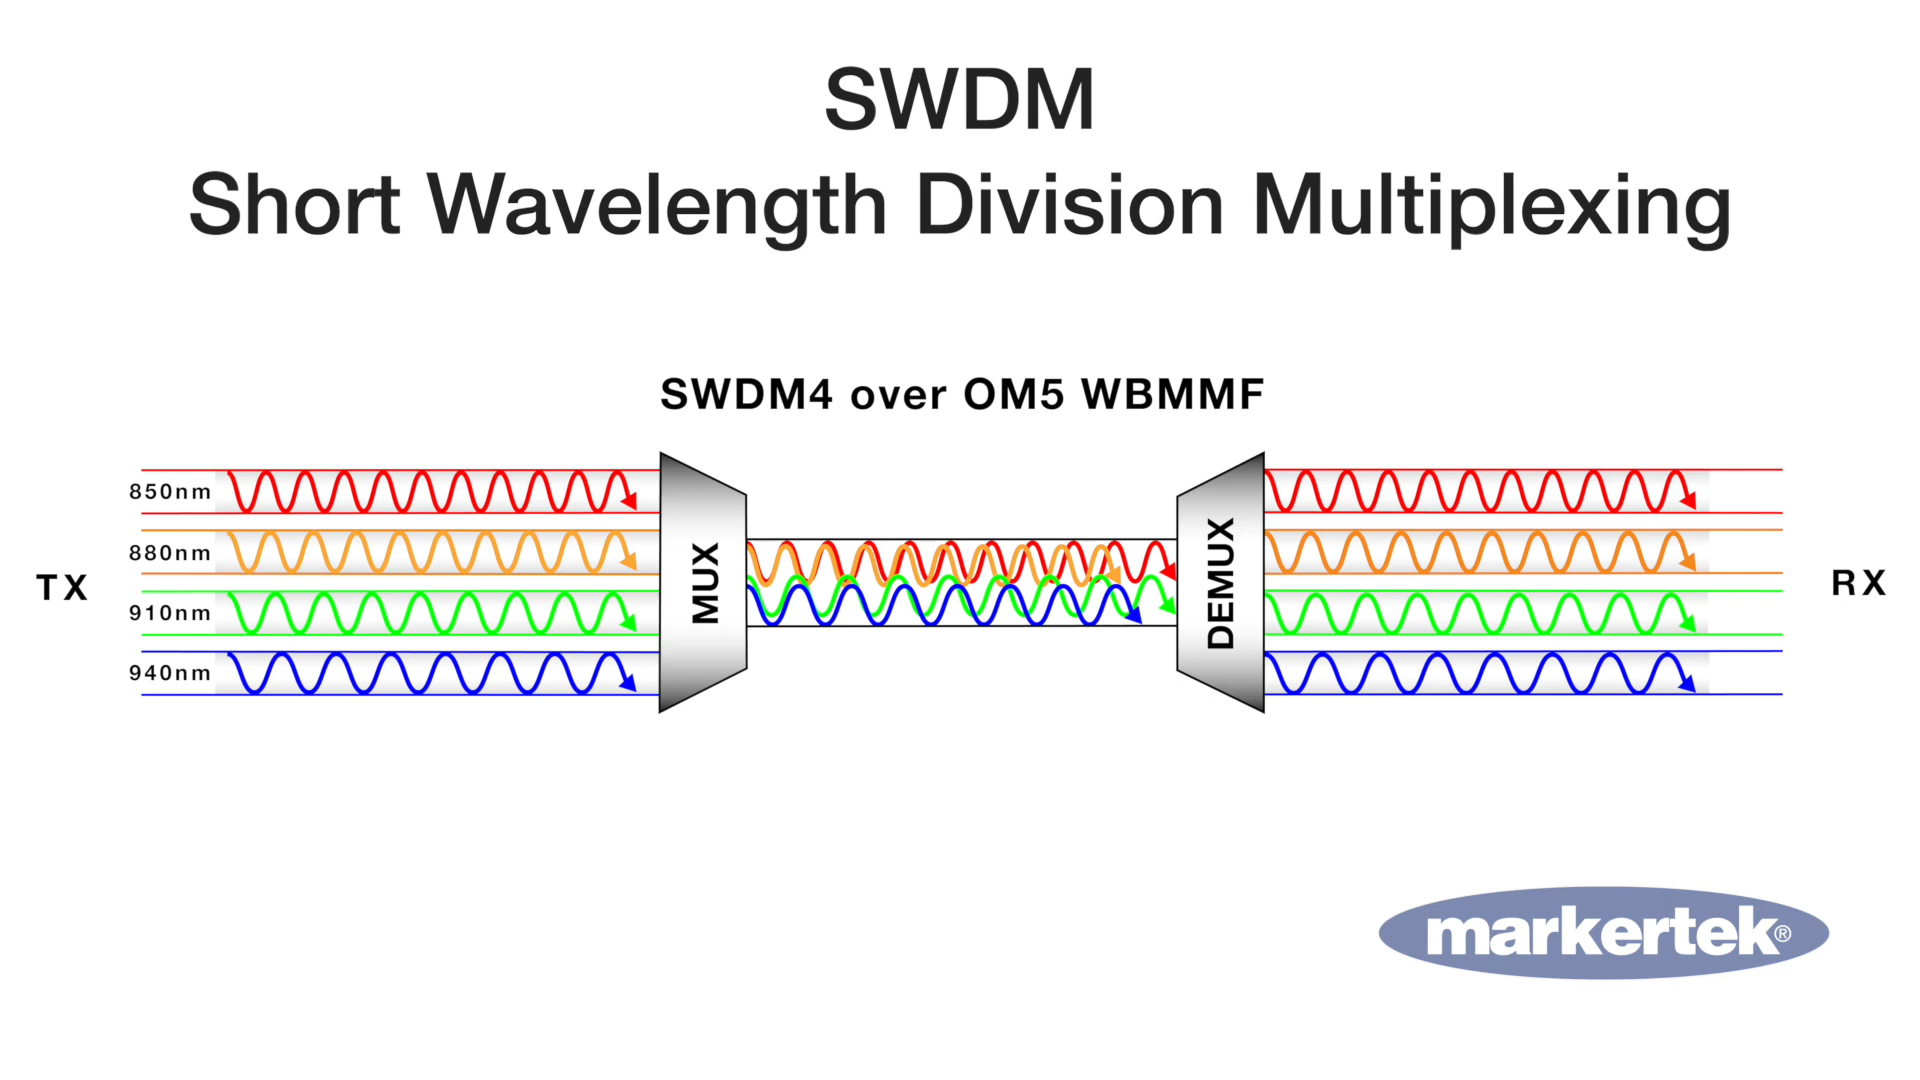 SWDM
Short Wavelength Division Multiplexing
SWDM4 over OM5 WBMMF
TX
850nm
880nm
910nm
940nm
MUX
DEMUX
RX
markertek®